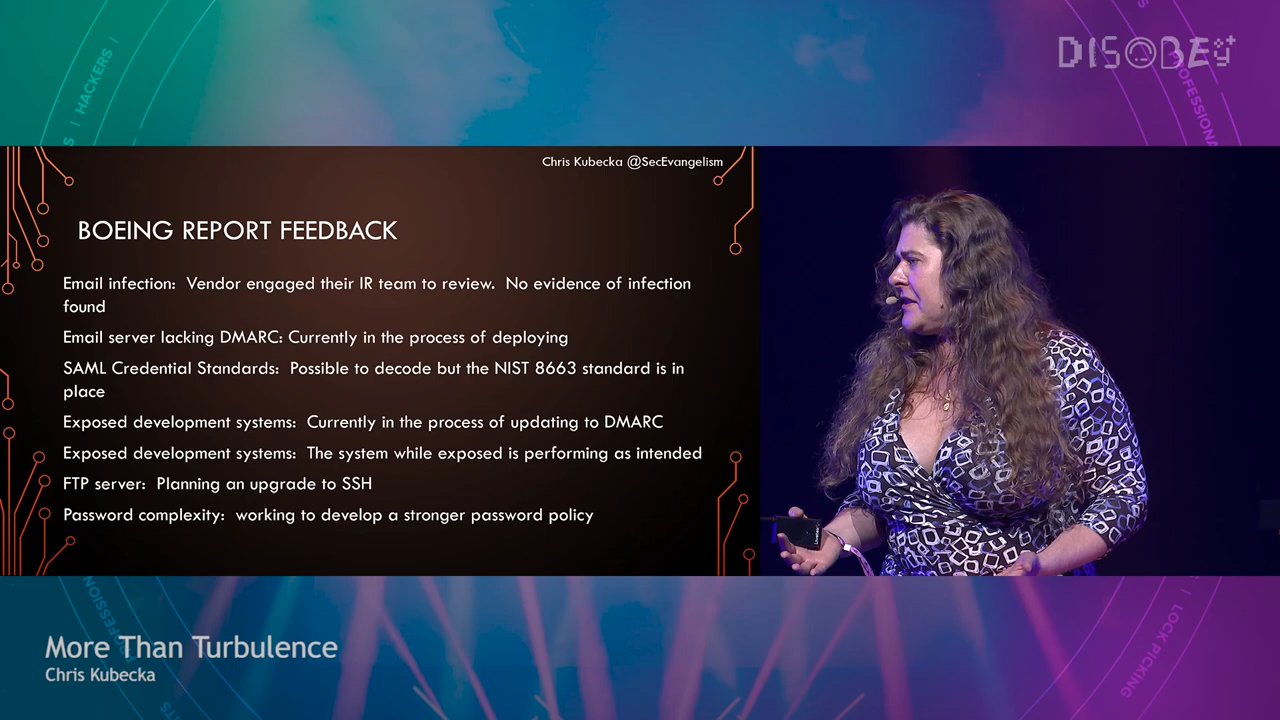 HACKERS |
DISOBEY
PROFESSIONA
Chris Kubecka @SecEvangelism
BOEING REPORT FEEDBACK
Email infection: Vendor engaged their IR team to review. No evidence of infection
found
Email server lacking DMARC: Currently in the process of deploying
SAML Credential Standards: Possible to decode but the NIST 8663 standard is in
place
Exposed development systems: Currently in the process of updating to DMARC
Exposed development systems: The system while exposed is performing as intended
FTP server: Planning an upgrade to SSH
Password complexity: working to develop a stronger password policy
More Than Turbulence
Chris Kubecka
| LOCK PICKING